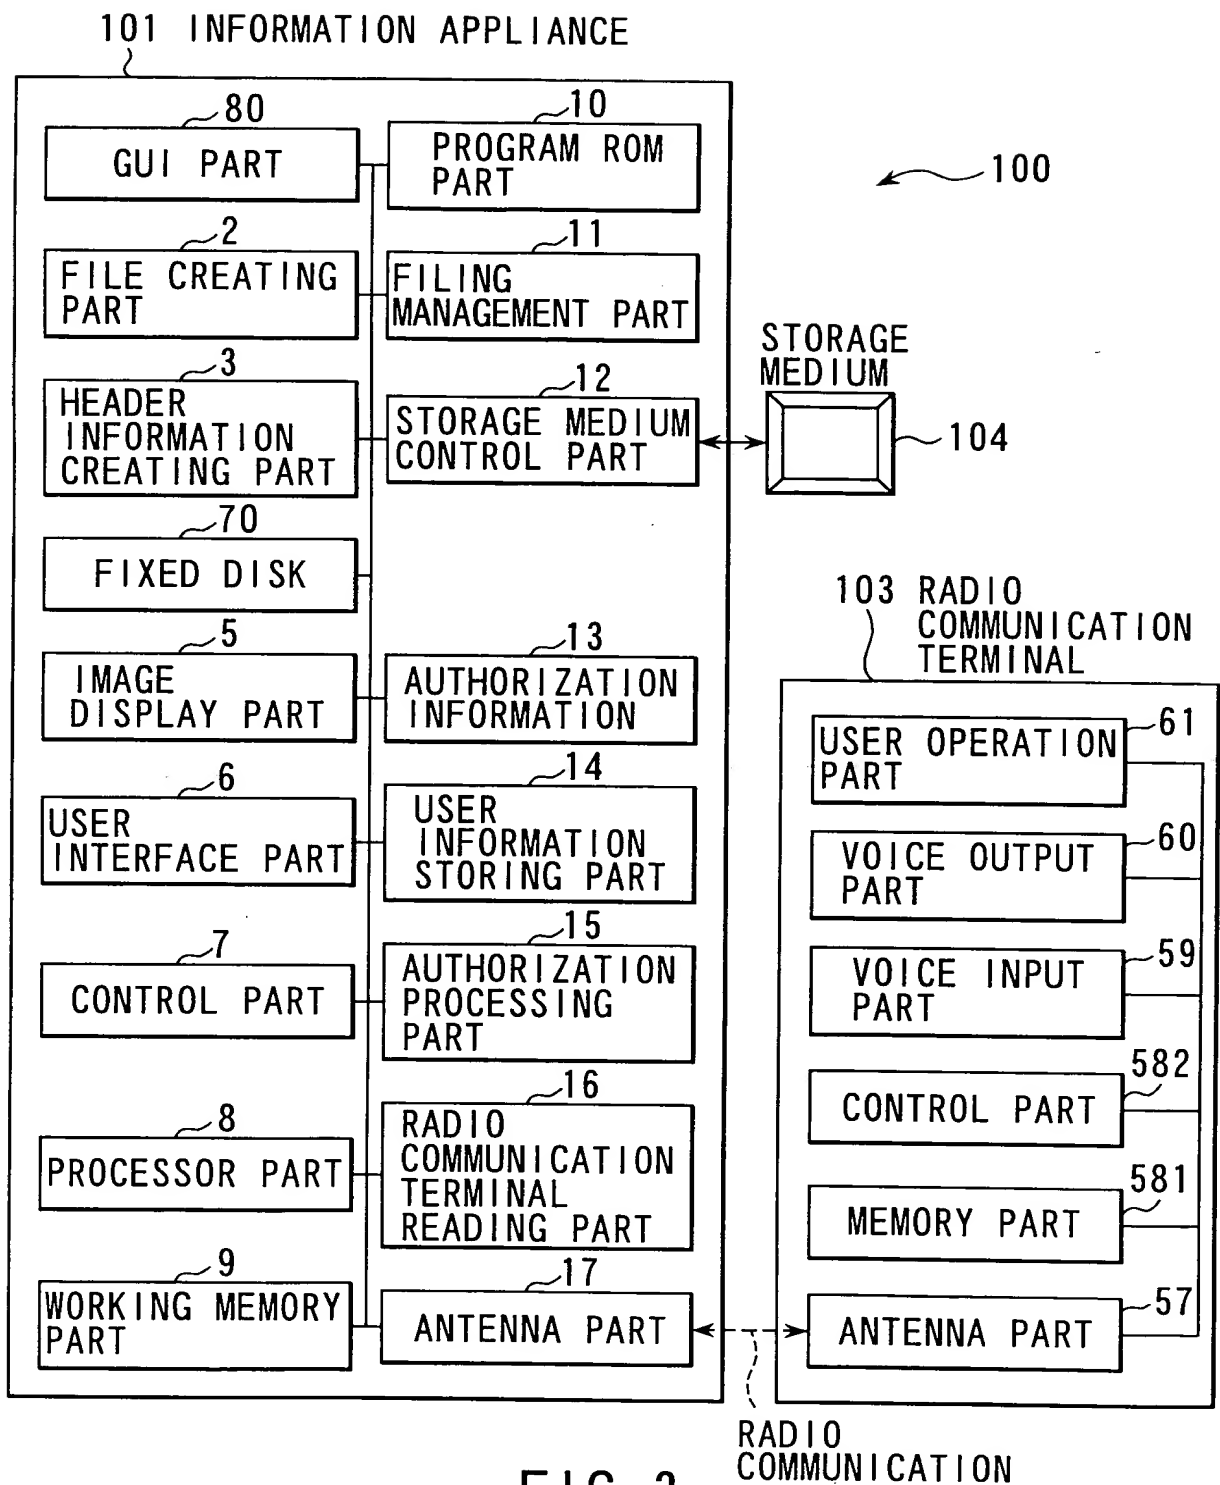 101 INFORMATION APPLIANCE
80
GUI PART
10
PROGRAM ROM
PART
100
2
FILE CREATING
PART
11
FILING
MANAGEMENT PART
3
HEADER
INFORMATION
CREATING PART
12
STORAGE MEDIUM
CONTROL PART
STORAGE
MEDIUM
104
70
FIXED DISK
5
IMAGE
DISPLAY PART
13
AUTHORIZATION
INFORMATION
6
USER
INTERFACE PART
14
USER
INFORMATION
STORING PART
7
CONTROL PART
15
AUTHORIZATION
PROCESSING
PART
8
PROCESSOR PART
16
RADIO
COMMUNICATION
TERMINAL
READING PART
9
WORKING MEMORY
PART
17
ANTENNA PART
103 RADIO
COMMUNICATION
TERMINAL
61
USER OPERATION
PART
60
VOICE OUTPUT
PART
59
VOICE INPUT
PART
582
CONTROL PART
581
MEMORY PART
57
ANTENNA PART
RADIO
COMMUNICATION